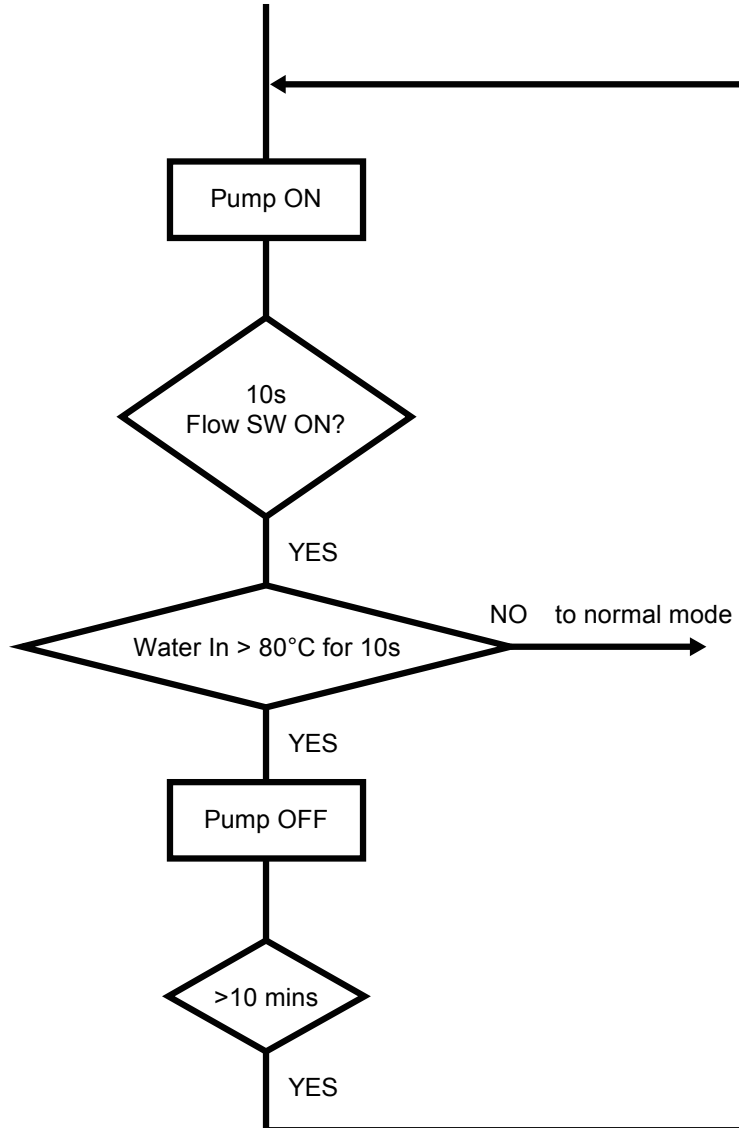 Pump ON
10s
Flow SW ON?
YES
NO to normal mode
Water In > 80°C for 10s
YES
Pump OFF
>10 mins
YES